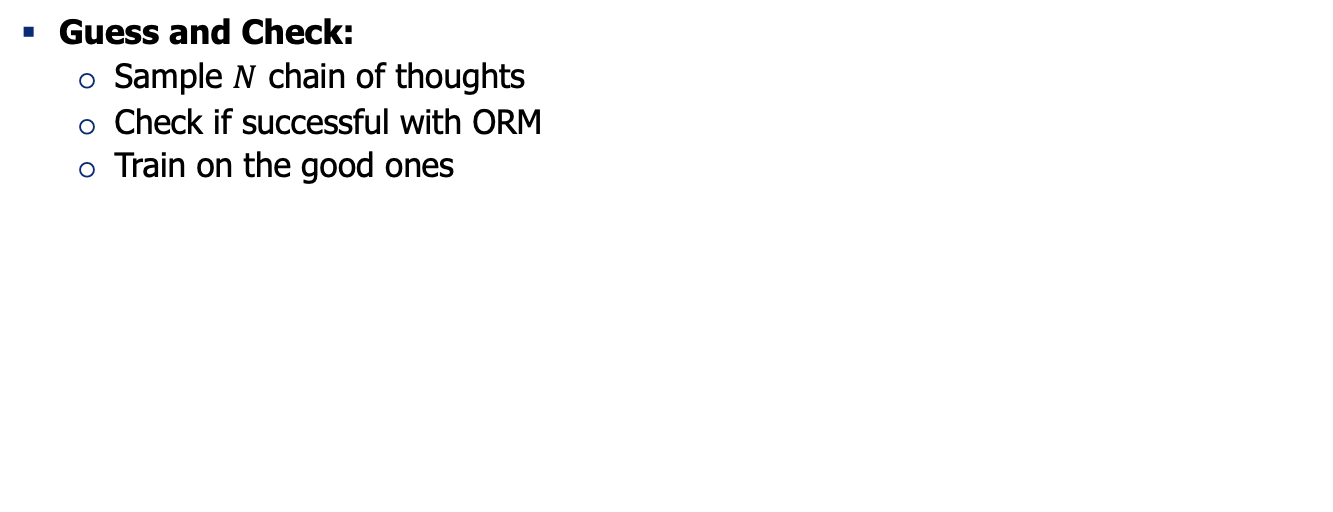 ▪ Guess and Check:
o Sample N chain of thoughts
o Check if successful with ORM
o Train on the good ones